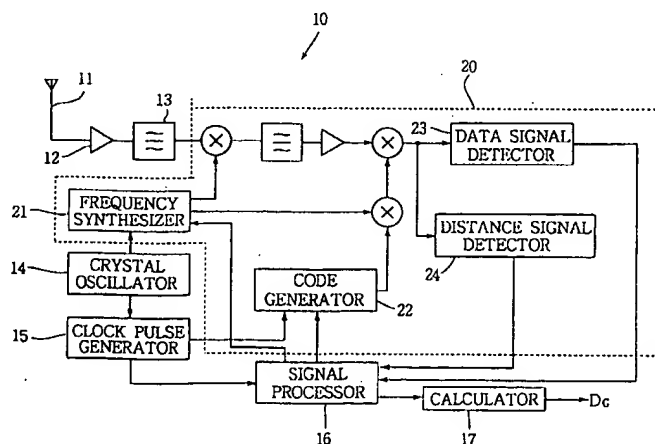 10
20
11
13
23
12
DATA SIGNAL
DETECTOR
21
FREQUENCY
SYNTHESIZER
DISTANCE SIGNAL
DETECTOR
24
14
CRYSTAL
OSCILLATOR
CODE
GENERATOR
22
15
CLOCK PULSE
GENERATOR
SIGNAL
PROCESSOR
16
CALCULATOR
17
DG